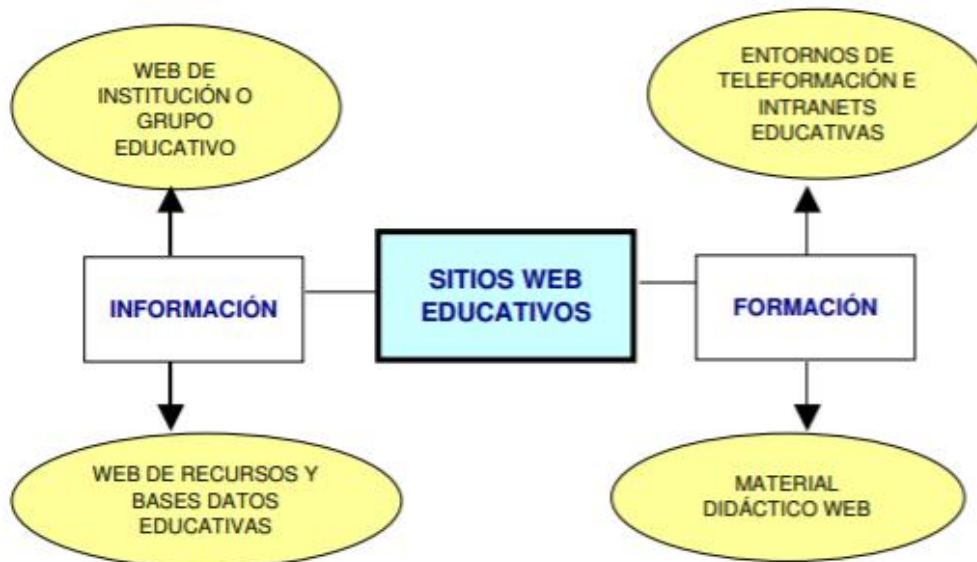 WEB DE
INSTITUCIÓN O
GRUPO
EDUCATIVO
ENTORNOS DE
TELEFORMACIÓN E
INTRANETS
EDUCATIVAS
INFORMACIÓN
SITIOS WEB
EDUCATIVOS
FORMACIÓN
WEB DE RECURSOS Y
BASES DATOS
EDUCATIVAS
MATERIAL
DIDÁCTICO WEB